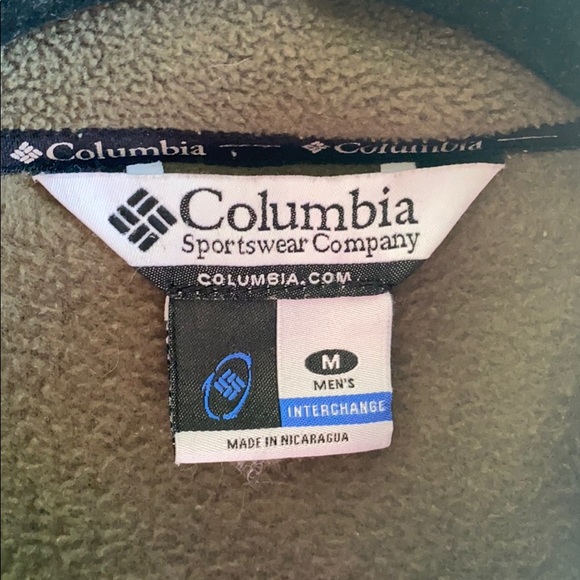 Columbia Columbia
Columbia
Sportswear Company
COLUMBIA.COM
M
MEN'S
INTERCHANGE
MADE IN NICARAGUA